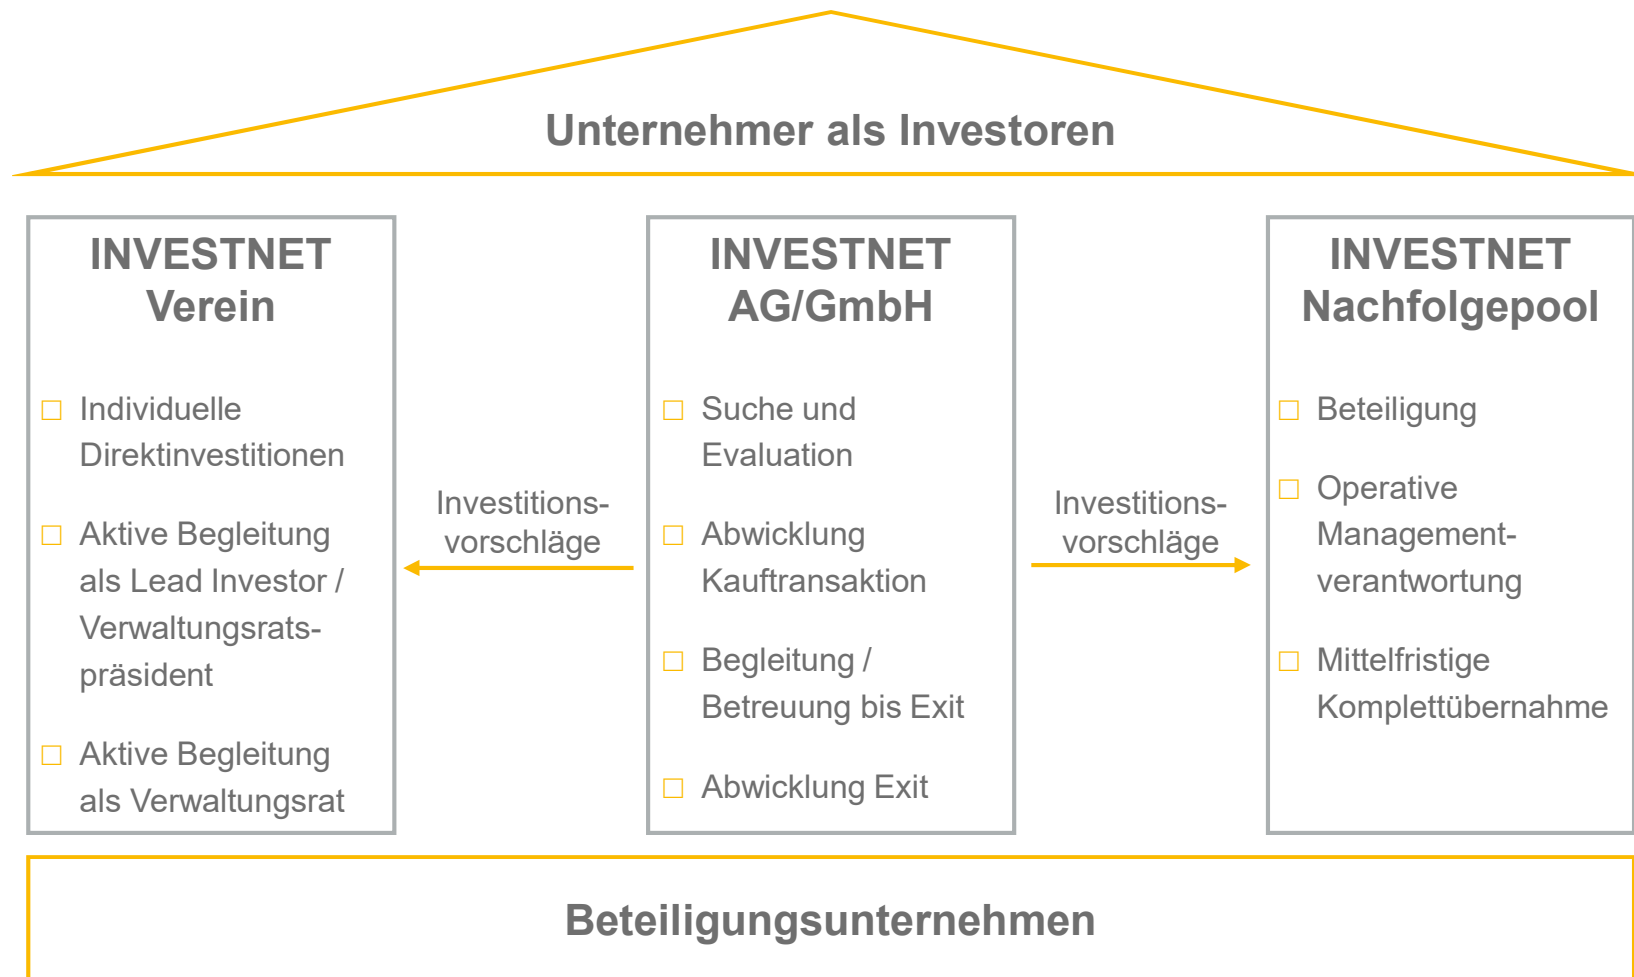 Unternehmer als Investoren
INVESTNET
Verein
Individuelle
Direktinvestitionen
Aktive Begleitung
als Lead Investor /
Verwaltungsrats-
präsident
Aktive Begleitung
als Verwaltungsrat
Investitions-
vorschläge
INVESTNET
AG/GmbH
Suche und
Evaluation
Abwicklung
Kauftransaktion
Begleitung /
Betreuung bis Exit
Abwicklung Exit
Investitions-
vorschläge
INVESTNET
Nachfolgepool
Beteiligung
Operative
Management-
verantwortung
Mittelfristige
Komplettübernahme
Beteiligungsunternehmen